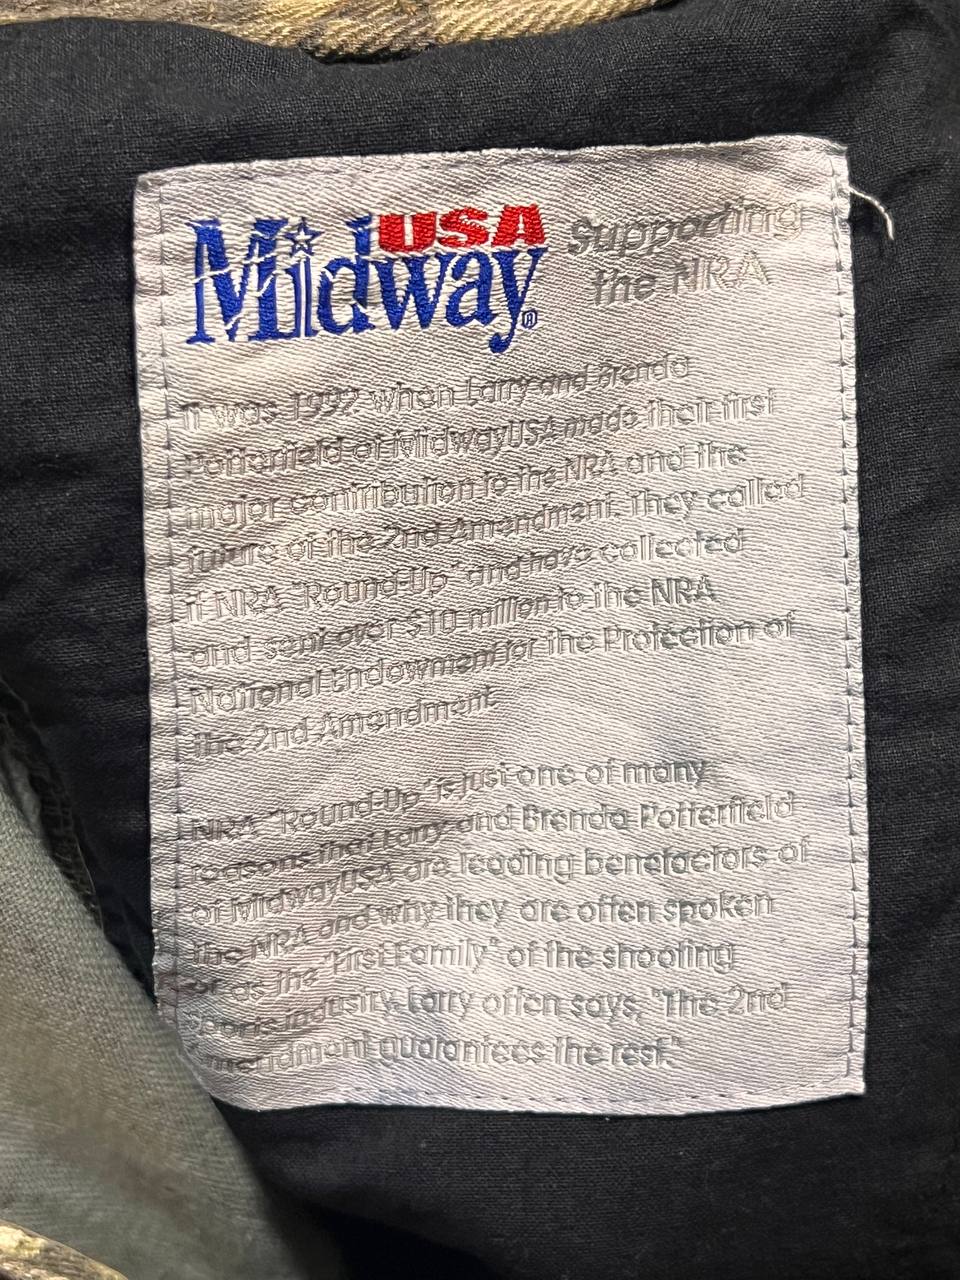 MidwayUSA®
Supporting
the NRA
It was 1992 when Larry and Brenda
Potterfield of MidwayUSA made their first
major contribution to the NRA and the
future of the 2nd Amendment. They called
it NRA "Round-Up" and have collected
and sent over $10 million to the NRA
National Endowment for the Protection of
the 2nd Amendment.
NRA "Round-Up" is just one of many
reasons that Larry and Brenda Potterfield
of MidwayUSA are leading benefactors of
the NRA and why they are often spoken
of as the "First Family" of the shooting
sports industry. Larry often says, "The 2nd
Amendment guarantees the rest."